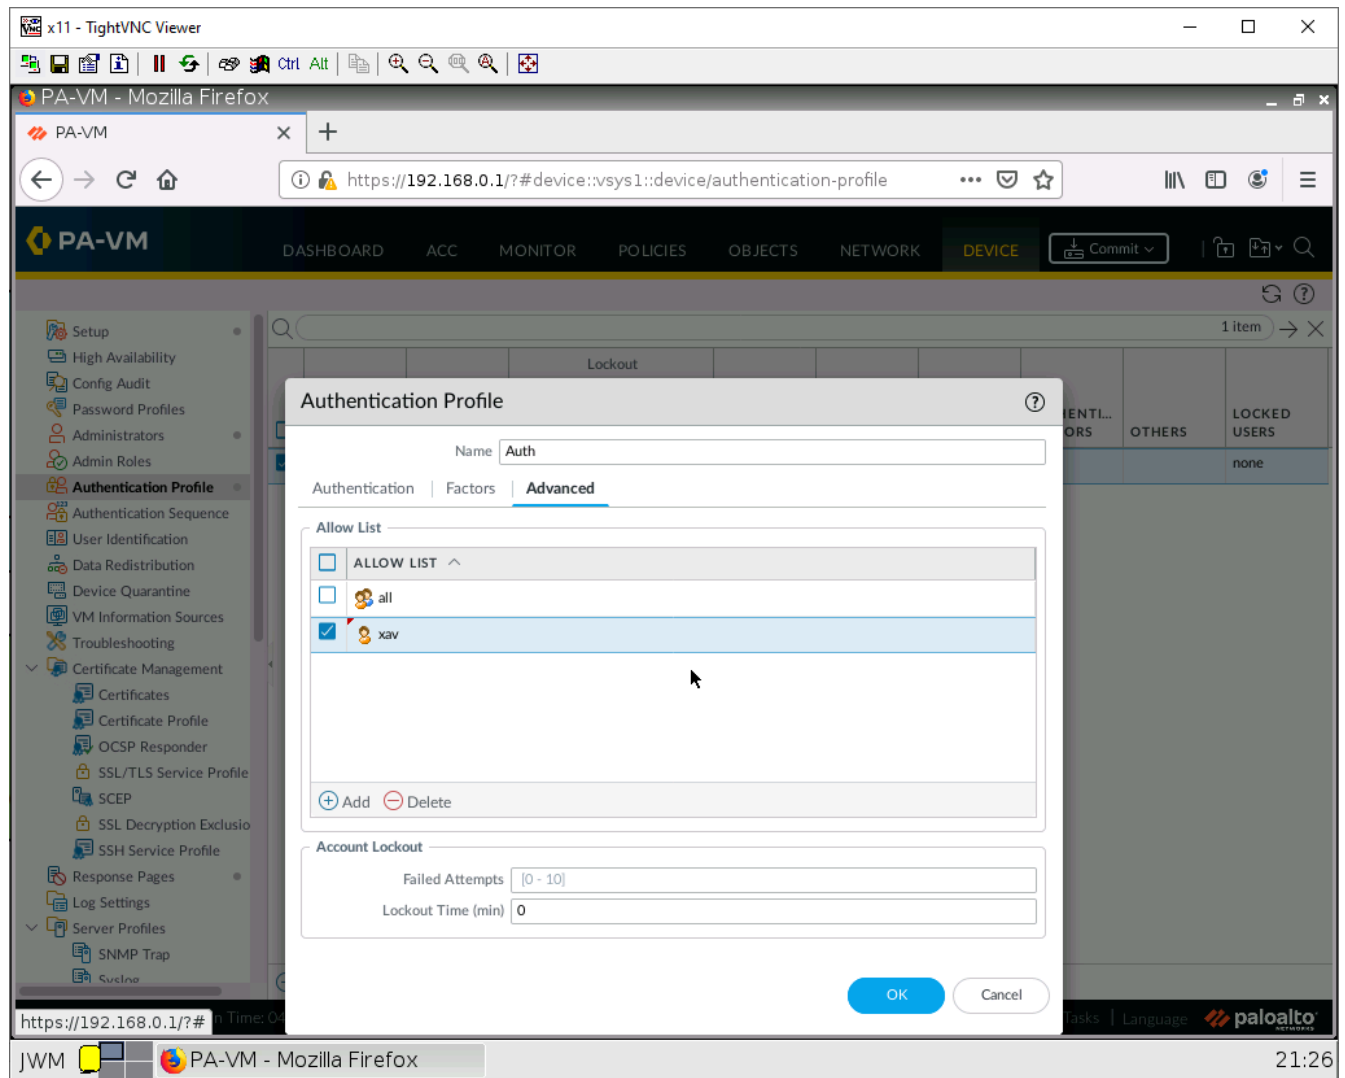 x11 - TightVNC Viewer
Ctrl Alt
PA-VM - Mozilla Firefox
PA-VM
https://192.168.0.1/?#device::vsys1::device/authentication-profile
PA-VM
DASHBOARD ACC MONITOR POLICIES OBJECTS NETWORK DEVICE Commit
1 item
Setup
High Availability
Config Audit
Password Profiles
Administrators
Admin Roles
Authentication Profile
Authentication Sequence
User Identification
Data Redistribution
Device Quarantine
VM Information Sources
Troubleshooting
Certificate Management
Certificates
Certificate Profile
OCSP Responder
SSL/TLS Service Profile
SCEP
SSL Decryption Exclusio
SSH Service Profile
Response Pages
Log Settings
Server Profiles
SNMP Trap
Syslog
Lockout
OTHERS
LOCKED USERS
none
Authentication Profile
Name Auth
Authentication Factors Advanced
Allow List
ALLOW LIST
all
xav
Add Delete
Account Lockout
Failed Attempts [0 - 10]
Lockout Time (min) 0
OK Cancel
https://192.168.0.1/?# n Time: 04
Tasks Language paloalto NETWORKS
JWM PA-VM - Mozilla Firefox 21:26